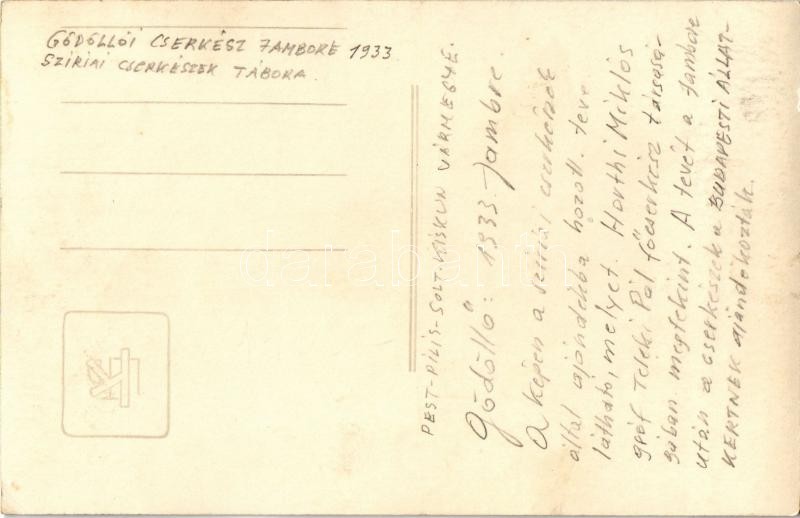 GÖDÖLLŐI CSERKÉSZ JAMBORE 1933
SZIRIAI CSERKÉSZEK TÁBORA
PEST-PILIS-SOLT-KISKUN VÁRMEGYE.
Gödöllő: 1933. Jambre.
A képen a sziriai cserkészek
által ajándékba hozott teve
látható, melyet Horthi Miklós
gróf Teleki Pál főcserkész társasá-
gában megtekint. A tevét a jambore
után a cserkészek a BUDAPESTI ÁLLAT-
KERTNEK ajándékozták.
darabanth